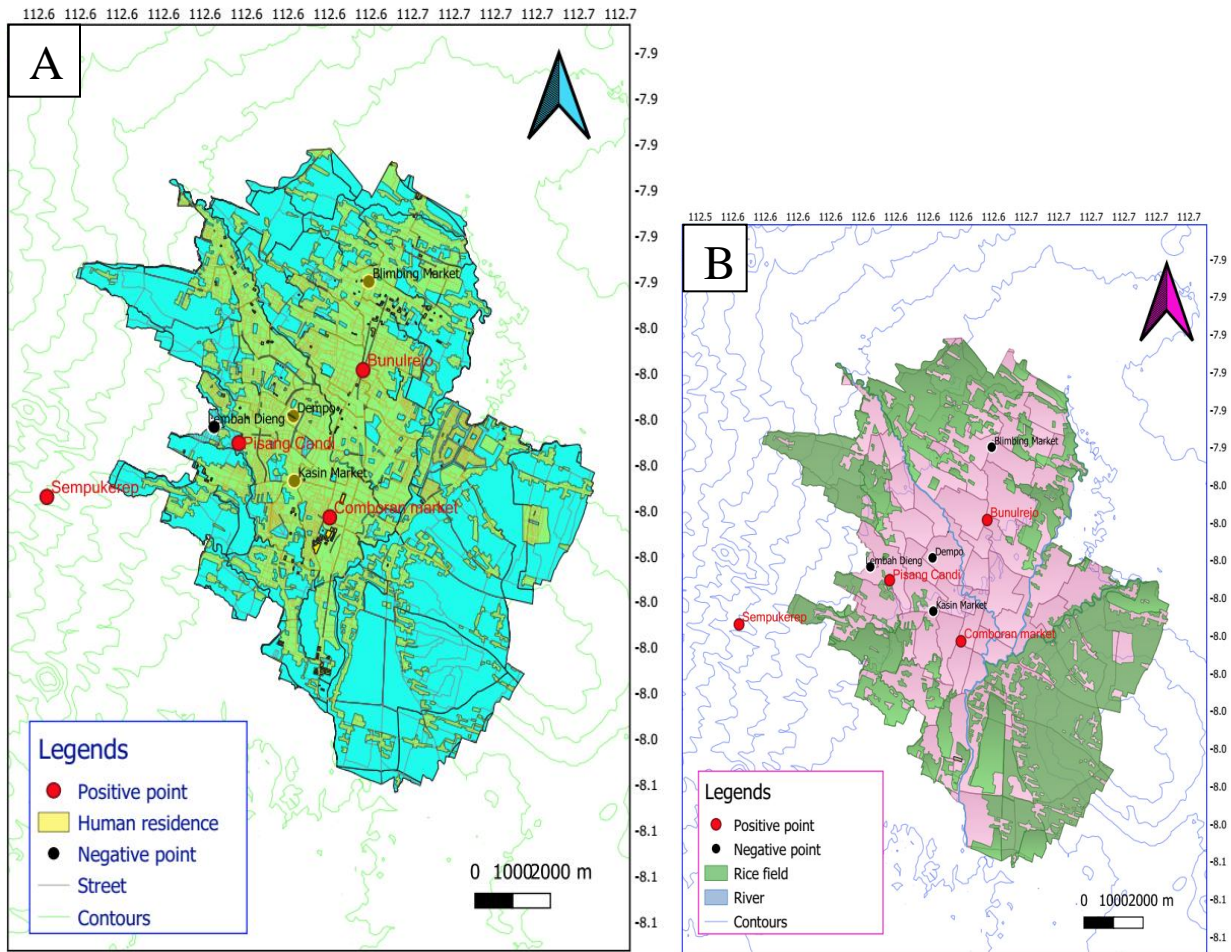 112.6 112.6 112.6 112.6 112.6 112.6 112.6 112.6 112.6 112.7 112.7 112.7 112.7 112.7 112.7
A
-7.9
-7.9
-7.9
-7.9
-7.9
-7.9
-8.0
-8.0
-8.0
-8.0
-8.0
-8.0
-8.0
-8.0
-8.0
-8.0
-8.1
-8.1
-8.1
-8.1
Blimbing Market
Bunulrejo
Dempo
Lembah Dieng
Pisang Candi
Kasin Market
Sempukerep
Comboran market
Legends
Positive point
Human residence
Negative point
Street
Contours
0 1000 2000 m
112.5 112.6 112.6 112.6 112.6 112.6 112.6 112.6 112.6 112.6 112.7 112.7 112.7 112.7 112.7 112.7
B
-7.9
-7.9
-7.9
-7.9
-7.9
-7.9
-8.0
-8.0
-8.0
-8.0
-8.0
-8.0
-8.0
-8.0
-8.0
-8.0
-8.1
-8.1
-8.1
Blimbing Market
Bunulrejo
Dempo
Lembah Dieng
Pisang Candi
Kasin Market
Sempukerep
Comboran market
Legends
Positive point
Negative point
Rice field
River
Contours
0 1000 2000 m